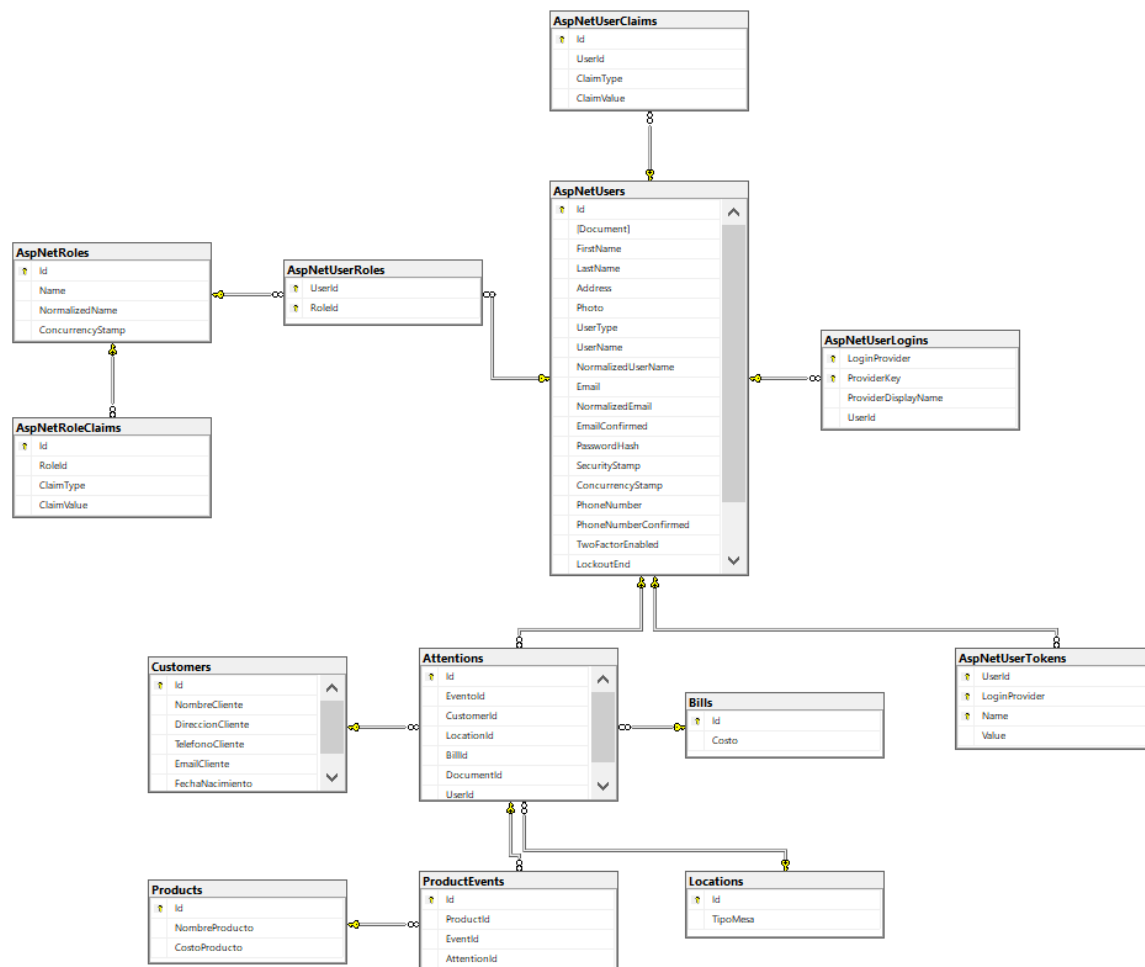 AspNetUserClaims
Id
UserId
ClaimType
ClaimValue
AspNetUsers
Id
[Document]
FirstName
LastName
Address
Photo
UserType
UserName
NormalizedUserName
Email
NormalizedEmail
EmailConfirmed
PasswordHash
SecurityStamp
ConcurrencyStamp
PhoneNumber
PhoneNumberConfirmed
TwoFactorEnabled
LockoutEnd
AspNetRoles
Id
Name
NormalizedName
ConcurrencyStamp
AspNetUserRoles
UserId
RoleId
AspNetUserLogins
LoginProvider
ProviderKey
ProviderDisplayName
UserId
AspNetRoleClaims
Id
RoleId
ClaimType
ClaimValue
Customers
Id
NombreCliente
DireccionCliente
TelefonoCliente
EmailCliente
FechaNacimiento
Attentions
Id
EventoId
CustomerId
LocationId
BillId
DocumentId
UserId
Bills
Id
Costo
AspNetUserTokens
UserId
LoginProvider
Name
Value
Products
Id
NombreProducto
CostoProducto
ProductEvents
Id
ProductId
EventId
AttentionId
Locations
Id
TipoMesa